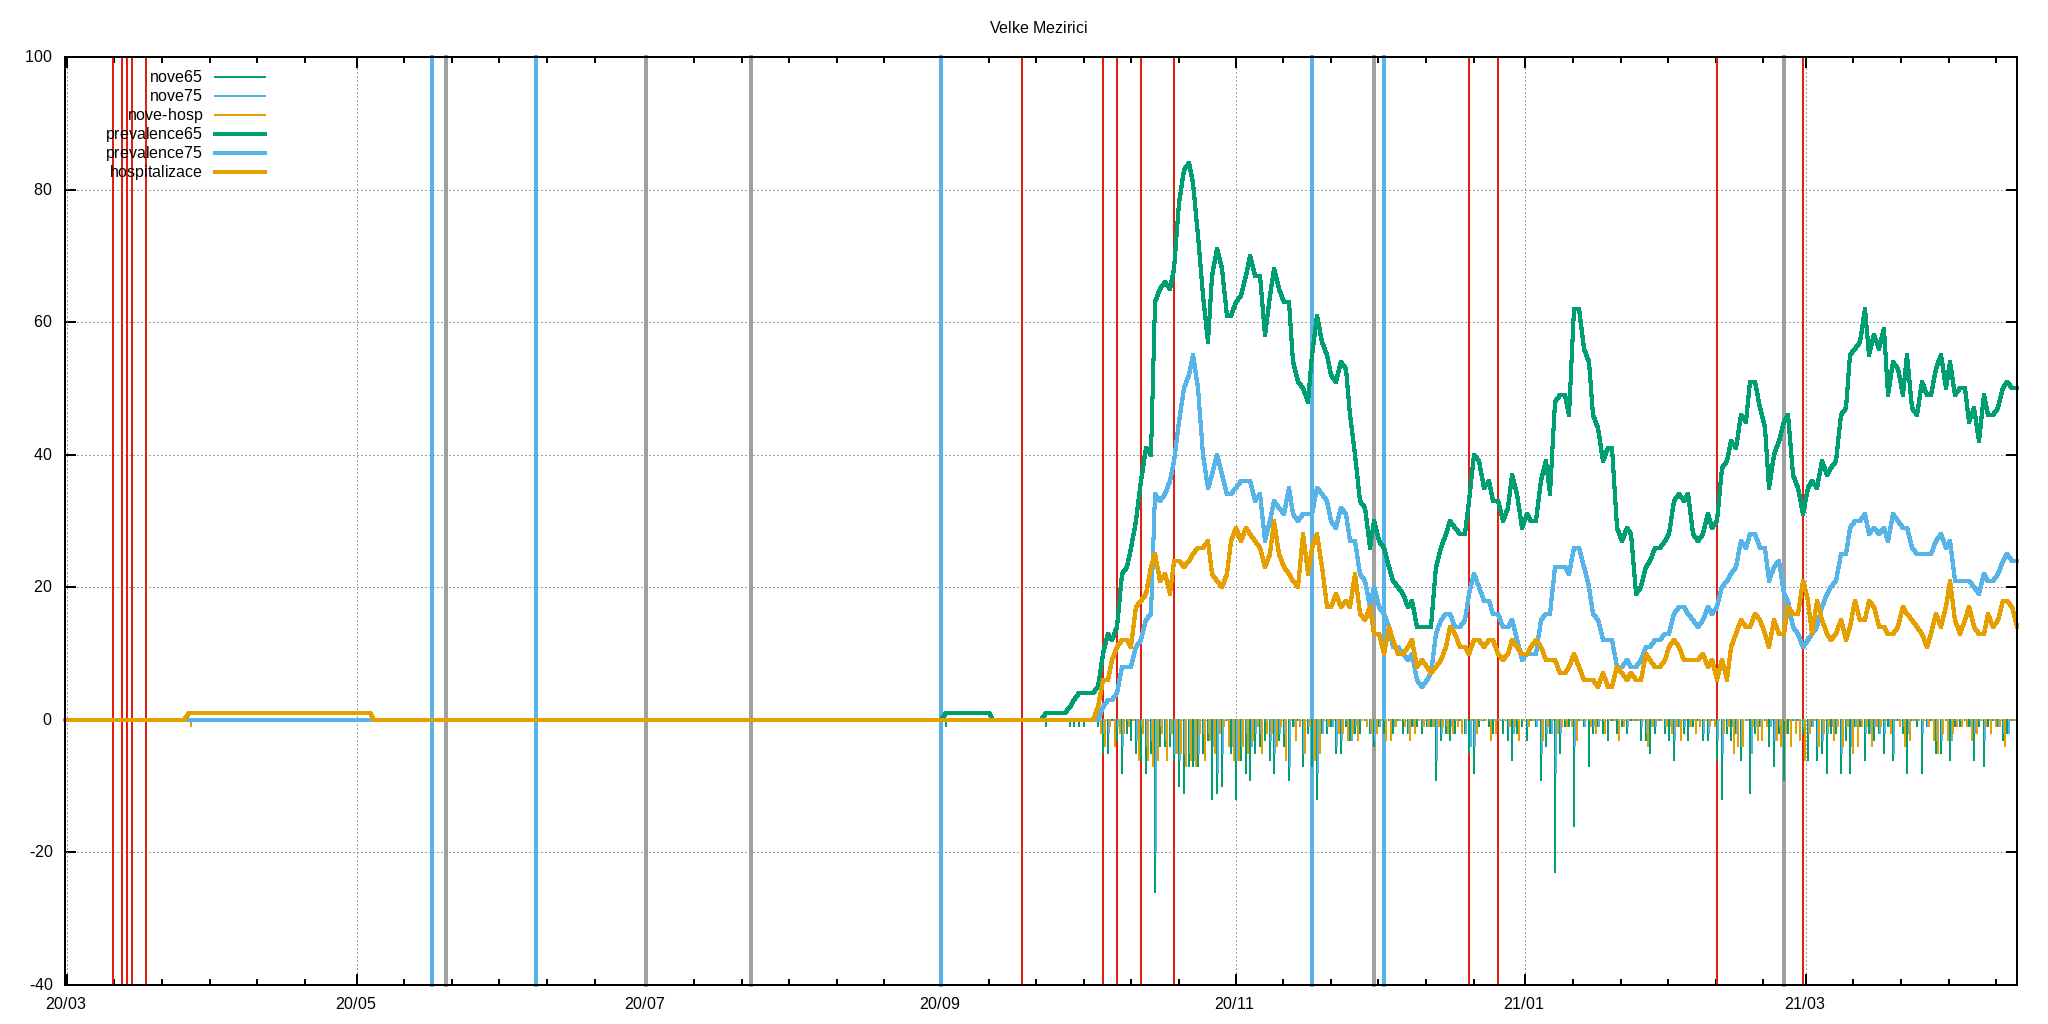 Velke Mezirici
100
80
60
40
20
0
-20
-40
nove65
nove75
nove-hosp
prevalence65
prevalence75
hospitalizace
20/03 20/05 20/07 20/09 20/11 21/01 21/03